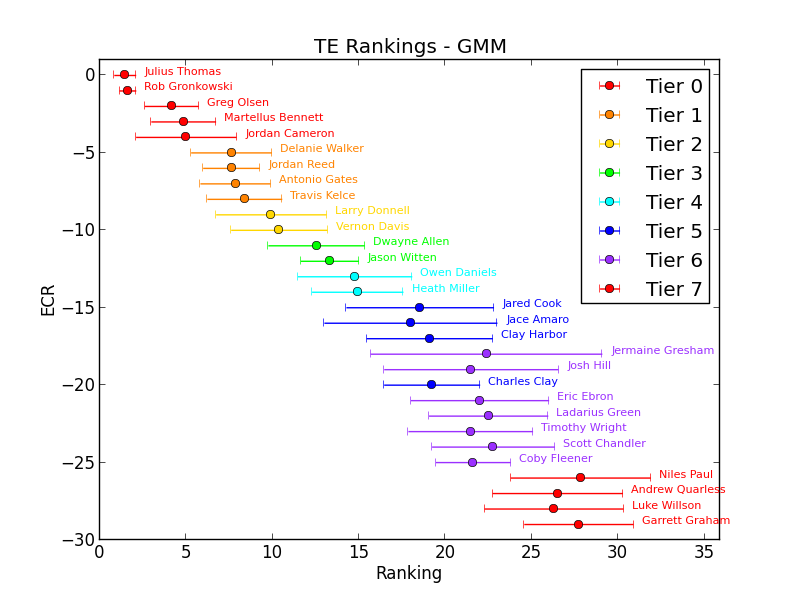 TE Rankings - GMM
Julius Thomas
Rob Gronkowski
Greg Olsen
Martellus Bennett
Jordan Cameron
Delanie Walker
Jordan Reed
Antonio Gates
Travis Kelce
Larry Donnell
Vernon Davis
Dwayne Allen
Jason Witten
Owen Daniels
Heath Miller
Jared Cook
Jace Amaro
Clay Harbor
Jermaine Gresham
Josh Hill
Charles Clay
Eric Ebron
Ladarius Green
Timothy Wright
Scott Chandler
Coby Fleener
Niles Paul
Andrew Quarless
Luke Willson
Garrett Graham
Tier 0
Tier 1
Tier 2
Tier 3
Tier 4
Tier 5
Tier 6
Tier 7
0
−5
−10
−15
−20
−25
−30
ECR
0 5 10 15 20 25 30 35
Ranking